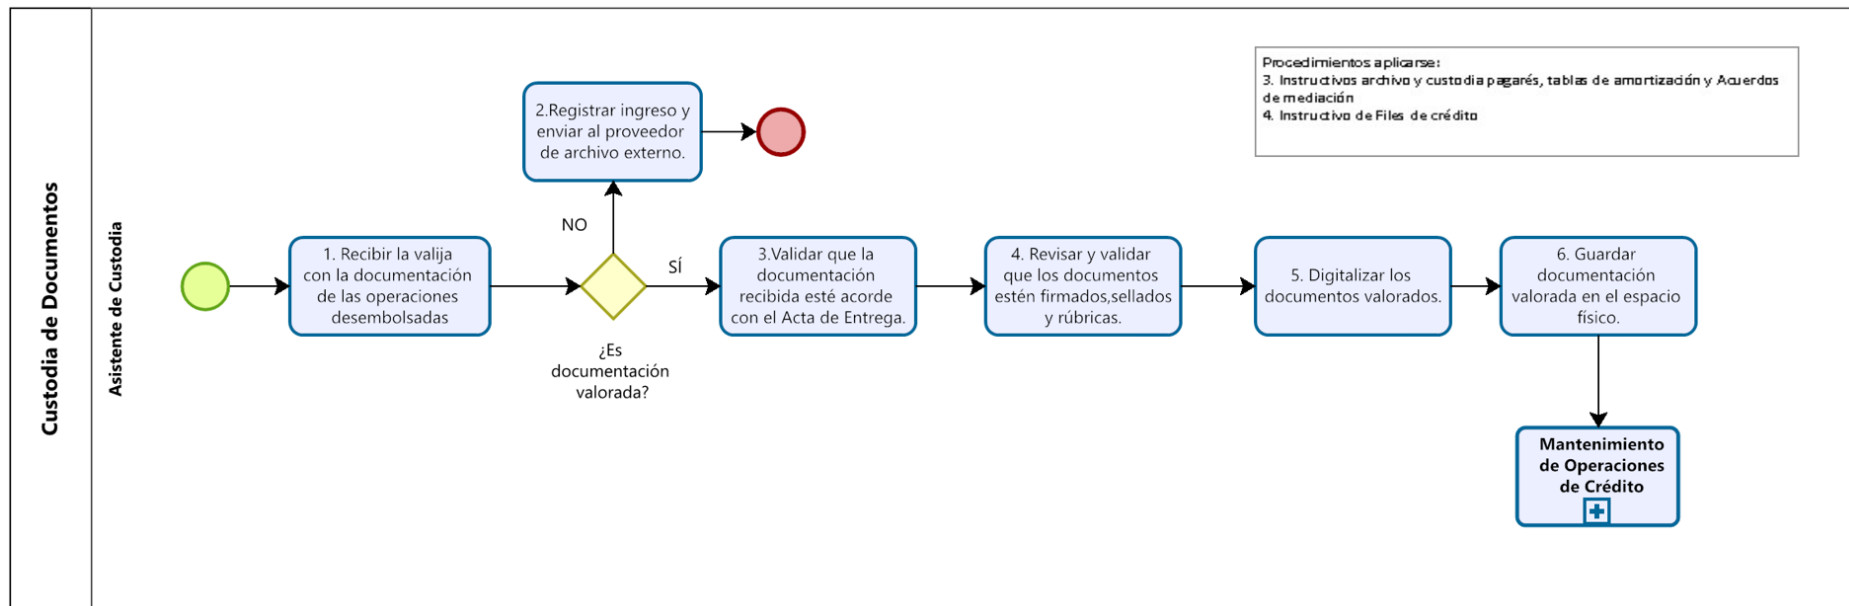 Custodia de Documentos
Asistente de Custodia
Procedimientos aplicarse:
3. Instructivos archivo y custodia pagarés, tablas de amortización y Acuerdos
de mediación
4. Instructivo de Files de crédito
2.Registrar ingreso y
enviar al proveedor
de archivo externo.
NO
1. Recibir la valija
con la documentación
de las operaciones
desembolsadas
¿Es
documentación
valorada?
SÍ
3.Validar que la
documentación
recibida esté acorde
con el Acta de Entrega.
4. Revisar y validar
que los documentos
estén firmados,sellados
y rúbricas.
5. Digitalizar los
documentos valorados.
6. Guardar
documentación
valorada en el espacio
físico.
Mantenimiento
de Operaciones
de Crédito